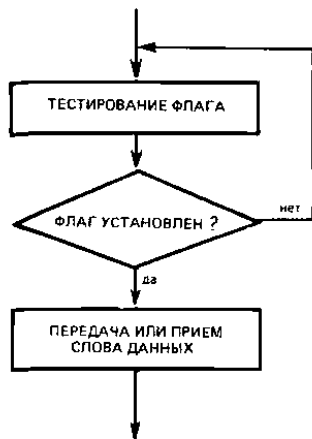 ТЕСТИРОВАНИЕ ФЛАГА
ФЛАГ УСТАНОВЛЕН ?
нет
да
ПЕРЕДАЧА ИЛИ ПРИЕМ
СЛОВА ДАННЫХ